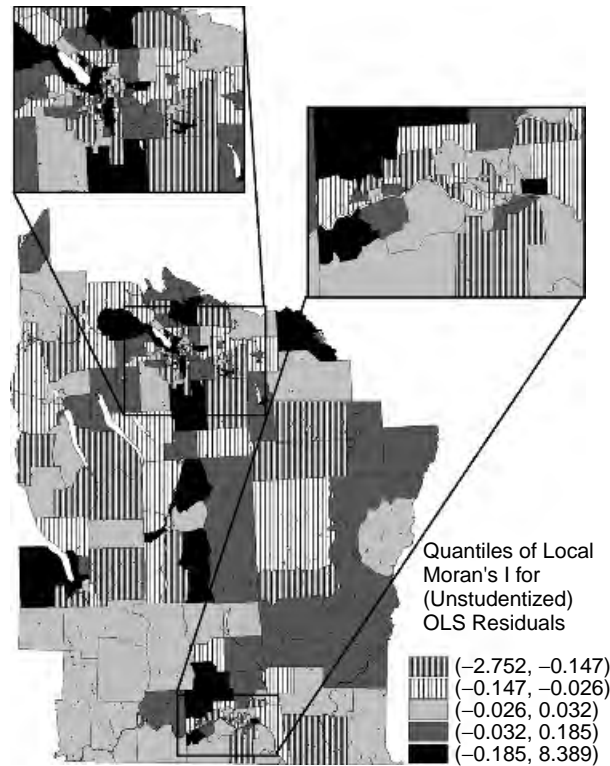 Quantiles of Local
Moran's I for
(Unstudentized)
OLS Residuals
(−2.752, −0.147)
(−0.147, −0.026)
(−0.026, 0.032)
(−0.032, 0.185)
(−0.185, 8.389)